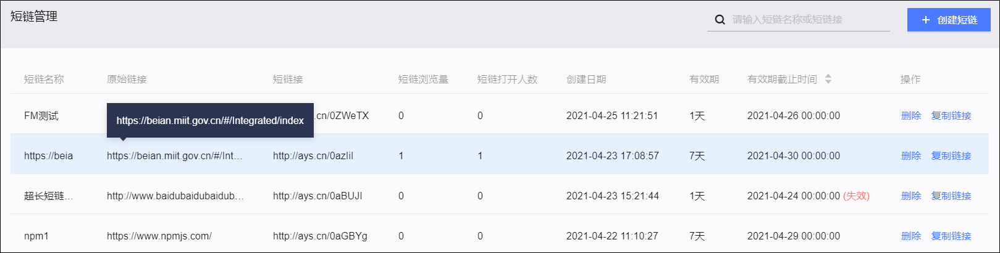 短链管理
请输入短链名称或短链接
+ 创建短链
短链名称 原始链接 短链接 短链浏览量 短链打开人数 创建日期 有效期 有效期截止时间 操作
FM测试 .cn/0ZWeTX 0 0 2021-04-25 11:21:51 1天 2021-04-26 00:00:00 删除 复制链接
https://beian.miit.gov.cn/#/Integrated/index
https://beia https://beian.miit.gov.cn/#/Int... http://ays.cn/0azIil 1 1 2021-04-23 17:08:57 7天 2021-04-30 00:00:00 删除 复制链接
超长短链... http://www.baidubaidubaidub... http://ays.cn/0aBUJl 0 0 2021-04-23 15:21:44 1天 2021-04-24 00:00:00 (失效) 删除 复制链接
npm1 https://www.npmjs.com/ http://ays.cn/0aGBYg 0 0 2021-04-22 11:10:27 7天 2021-04-29 00:00:00 删除 复制链接